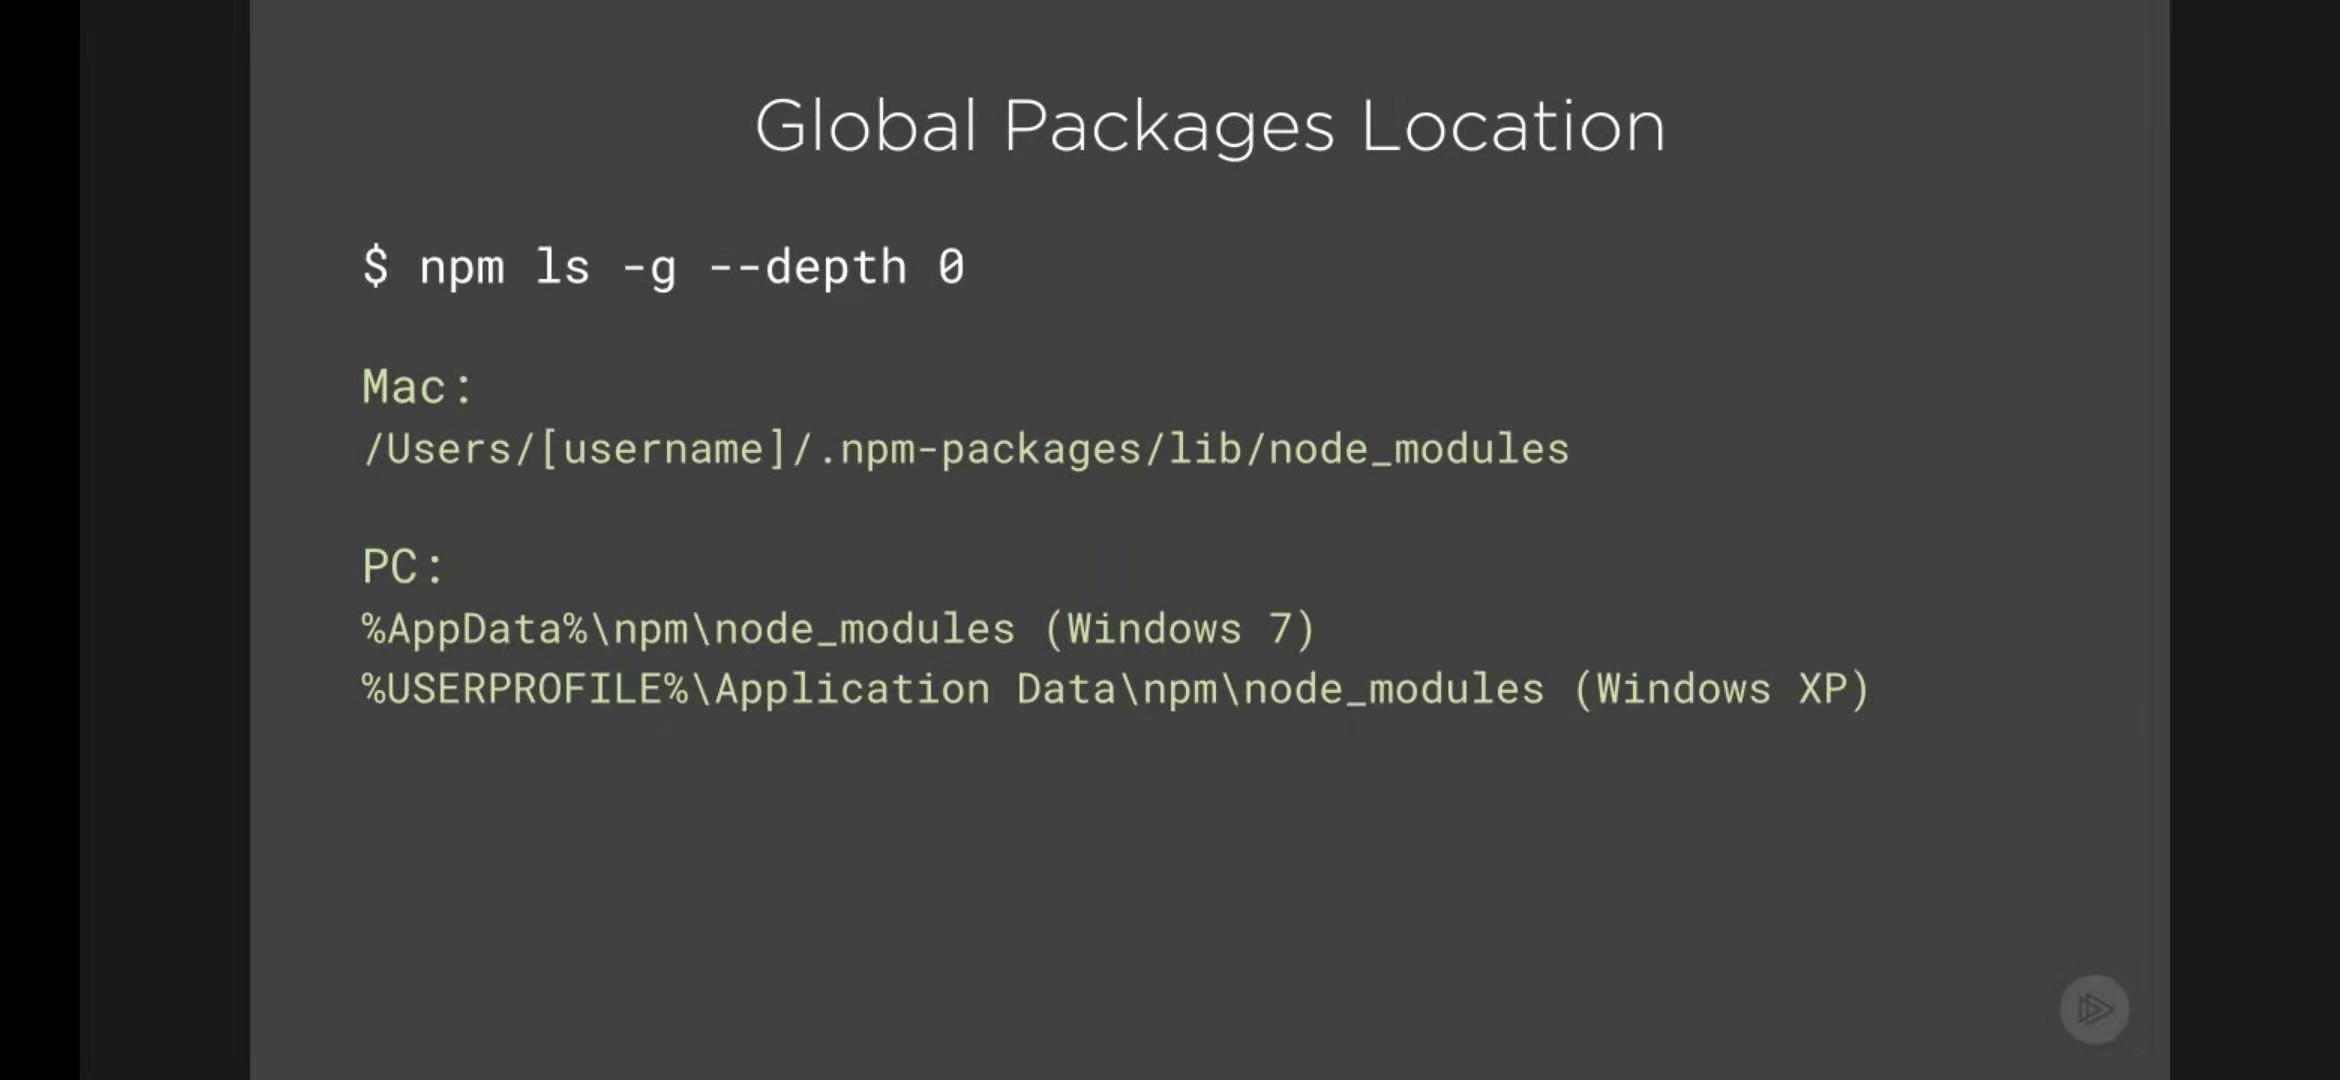 Global Packages Location
$ npm ls -g --depth 0
Mac:
/Users/[username]/.npm-packages/lib/node_modules
PC:
%AppData%\npm\node_modules (Windows 7)
%USERPROFILE%\Application Data\npm\node_modules (Windows XP)